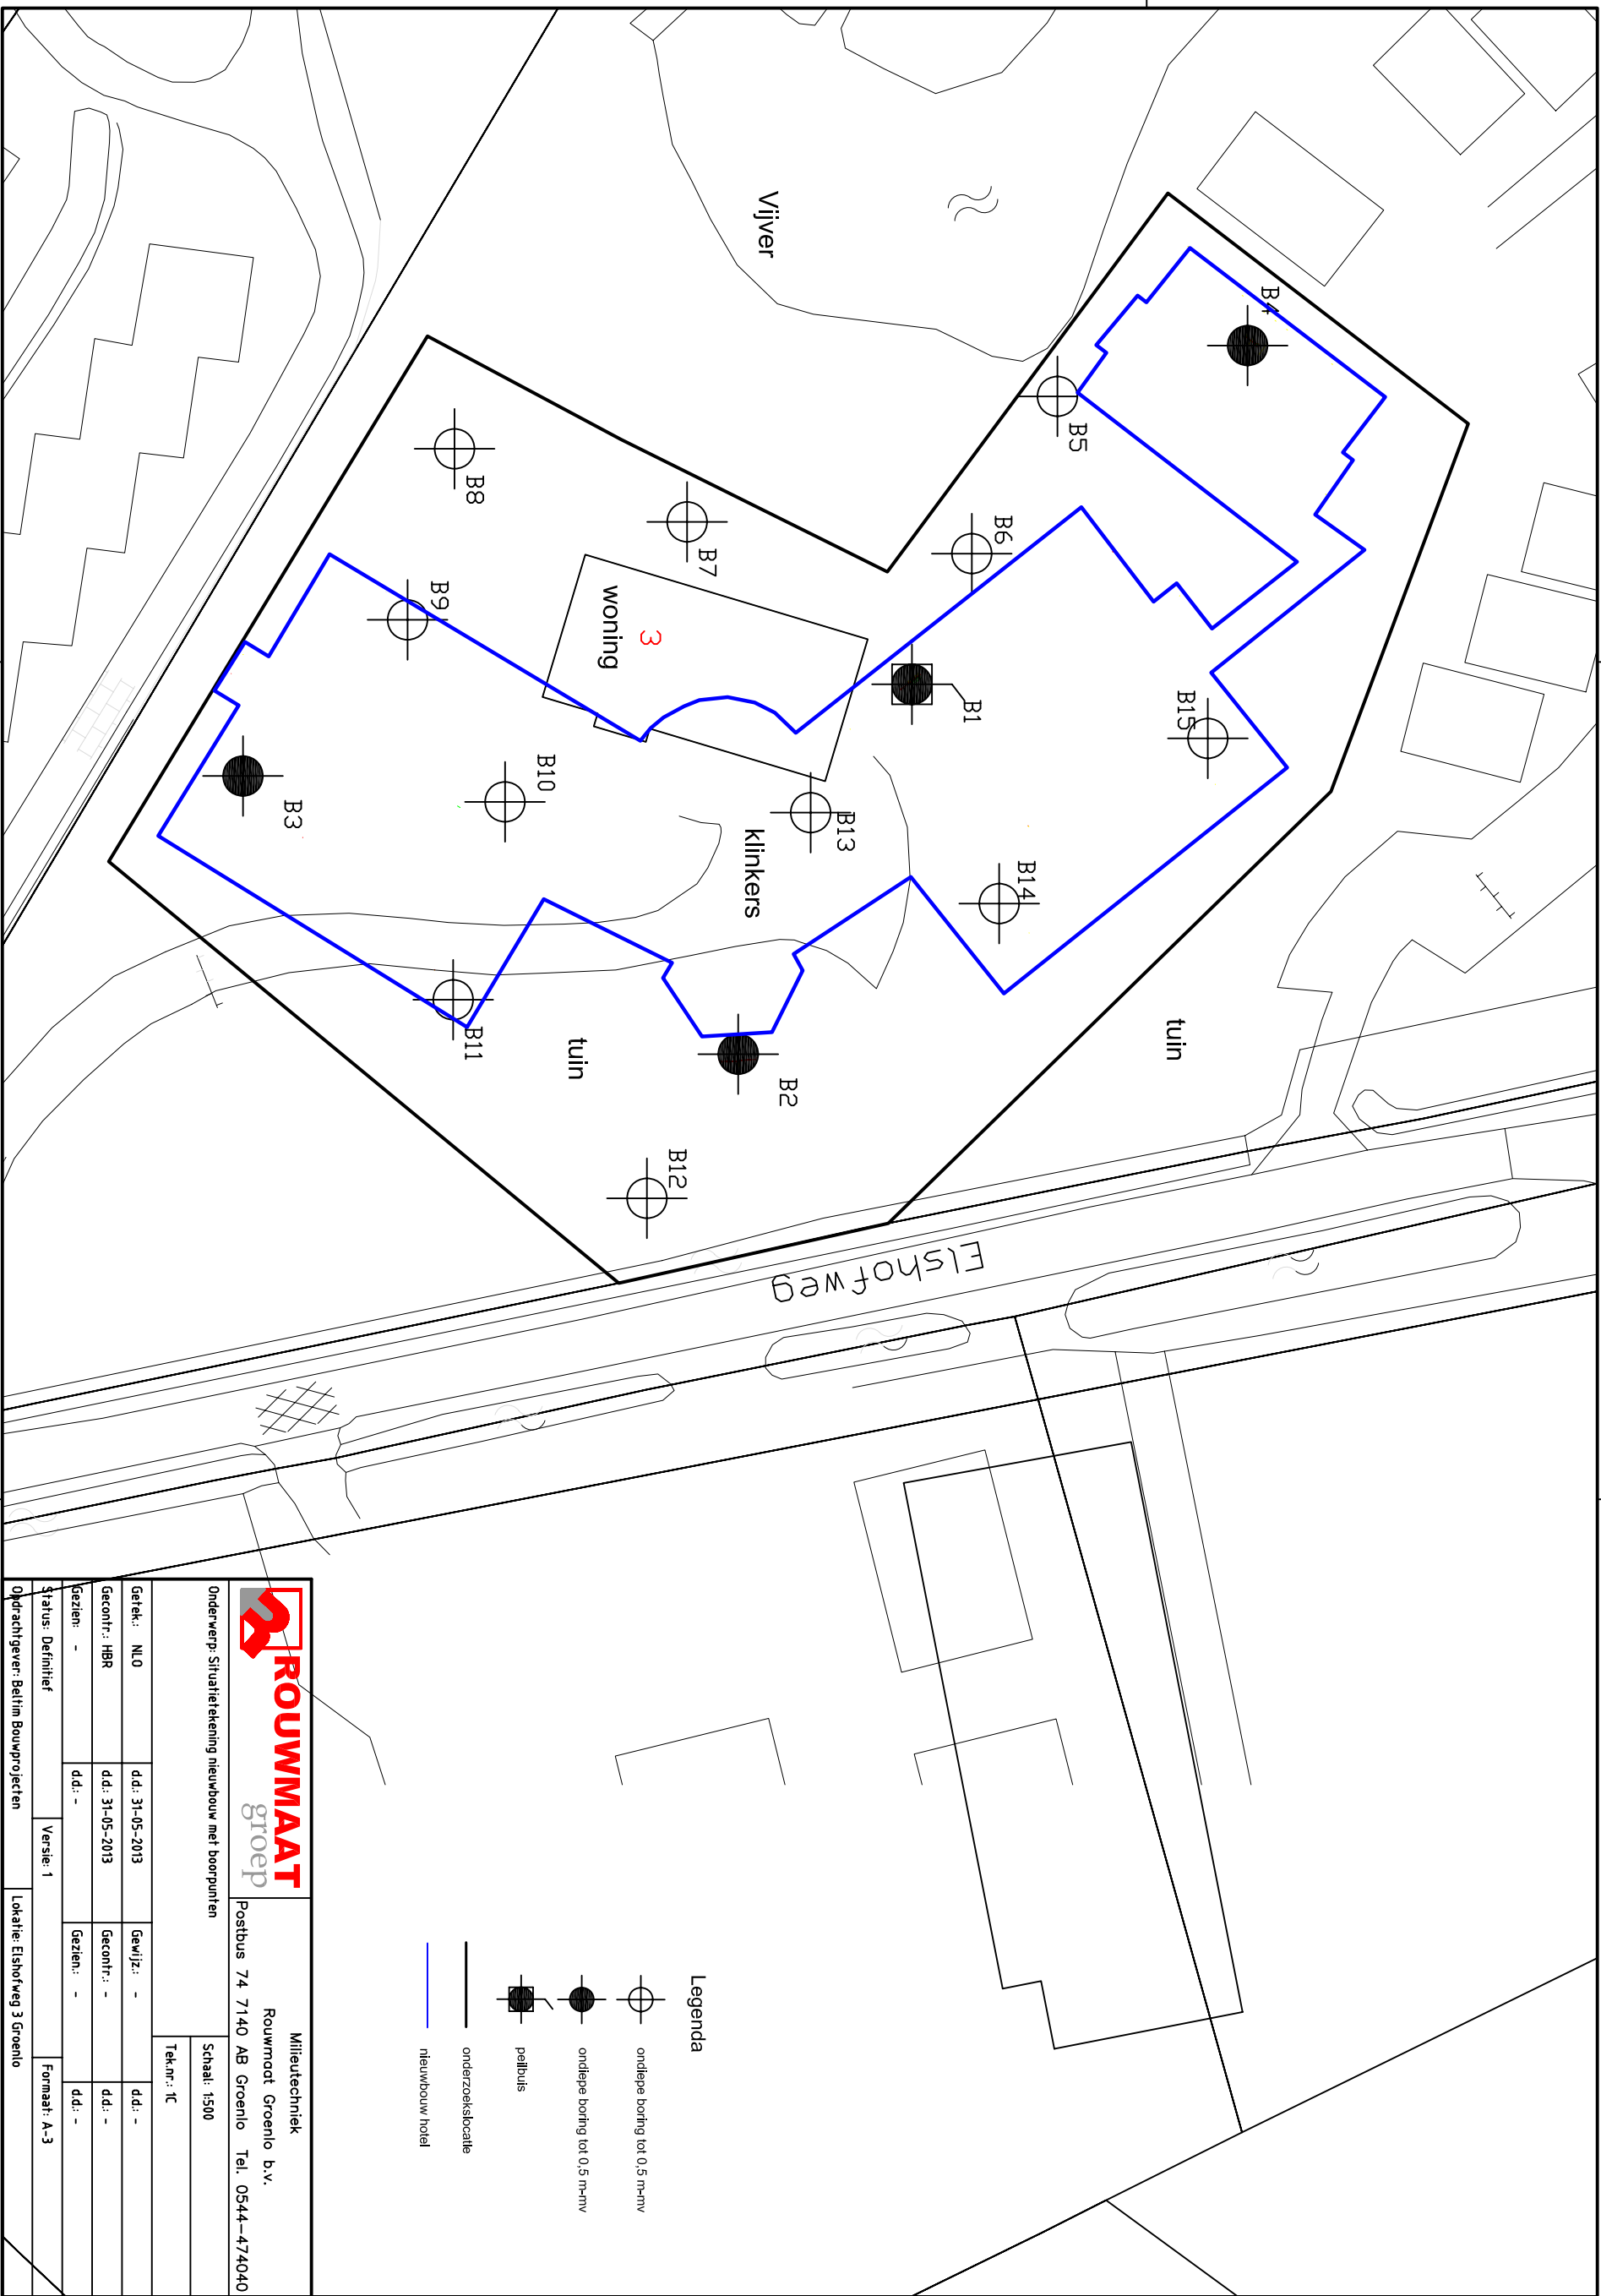 Vijver
B4
B5
B6
B8
B7
B9
3
woning
B1
B15
B10
B3
B13
klinkers
B14
tuin
B11
tuin
B2
B12
Elshofweg
Legenda
ondiepe boring tot 0,5 m-mv
ondiepe boring tot 0,5 m-mv
peilbuis
onderzoekslocatie
nieuwbouw hotel
ROUWMAAT
groep
Milieutechniek
Rouwmaat Groenlo b.v.
Postbus 74 7140 AB Groenlo Tel. 0544-474040
Onderwerp: Situatietekening nieuwbouw met boorpunten
Schaal: 1:500
Tek.nr.: 1C
Getek.: NLO d.d.: 31-05-2013 Gewijz.: - d.d.: -
Gecontr.: HBR d.d.: 31-05-2013 Gecontr.: - d.d.: -
Gezien: - d.d.: - Gezien.: - d.d.: -
Status: Definitief Versie: 1 Formaat: A-3
Opdrachtgever: Beltim Bouwprojecten Lokatie: Elshofweg 3 Groenlo